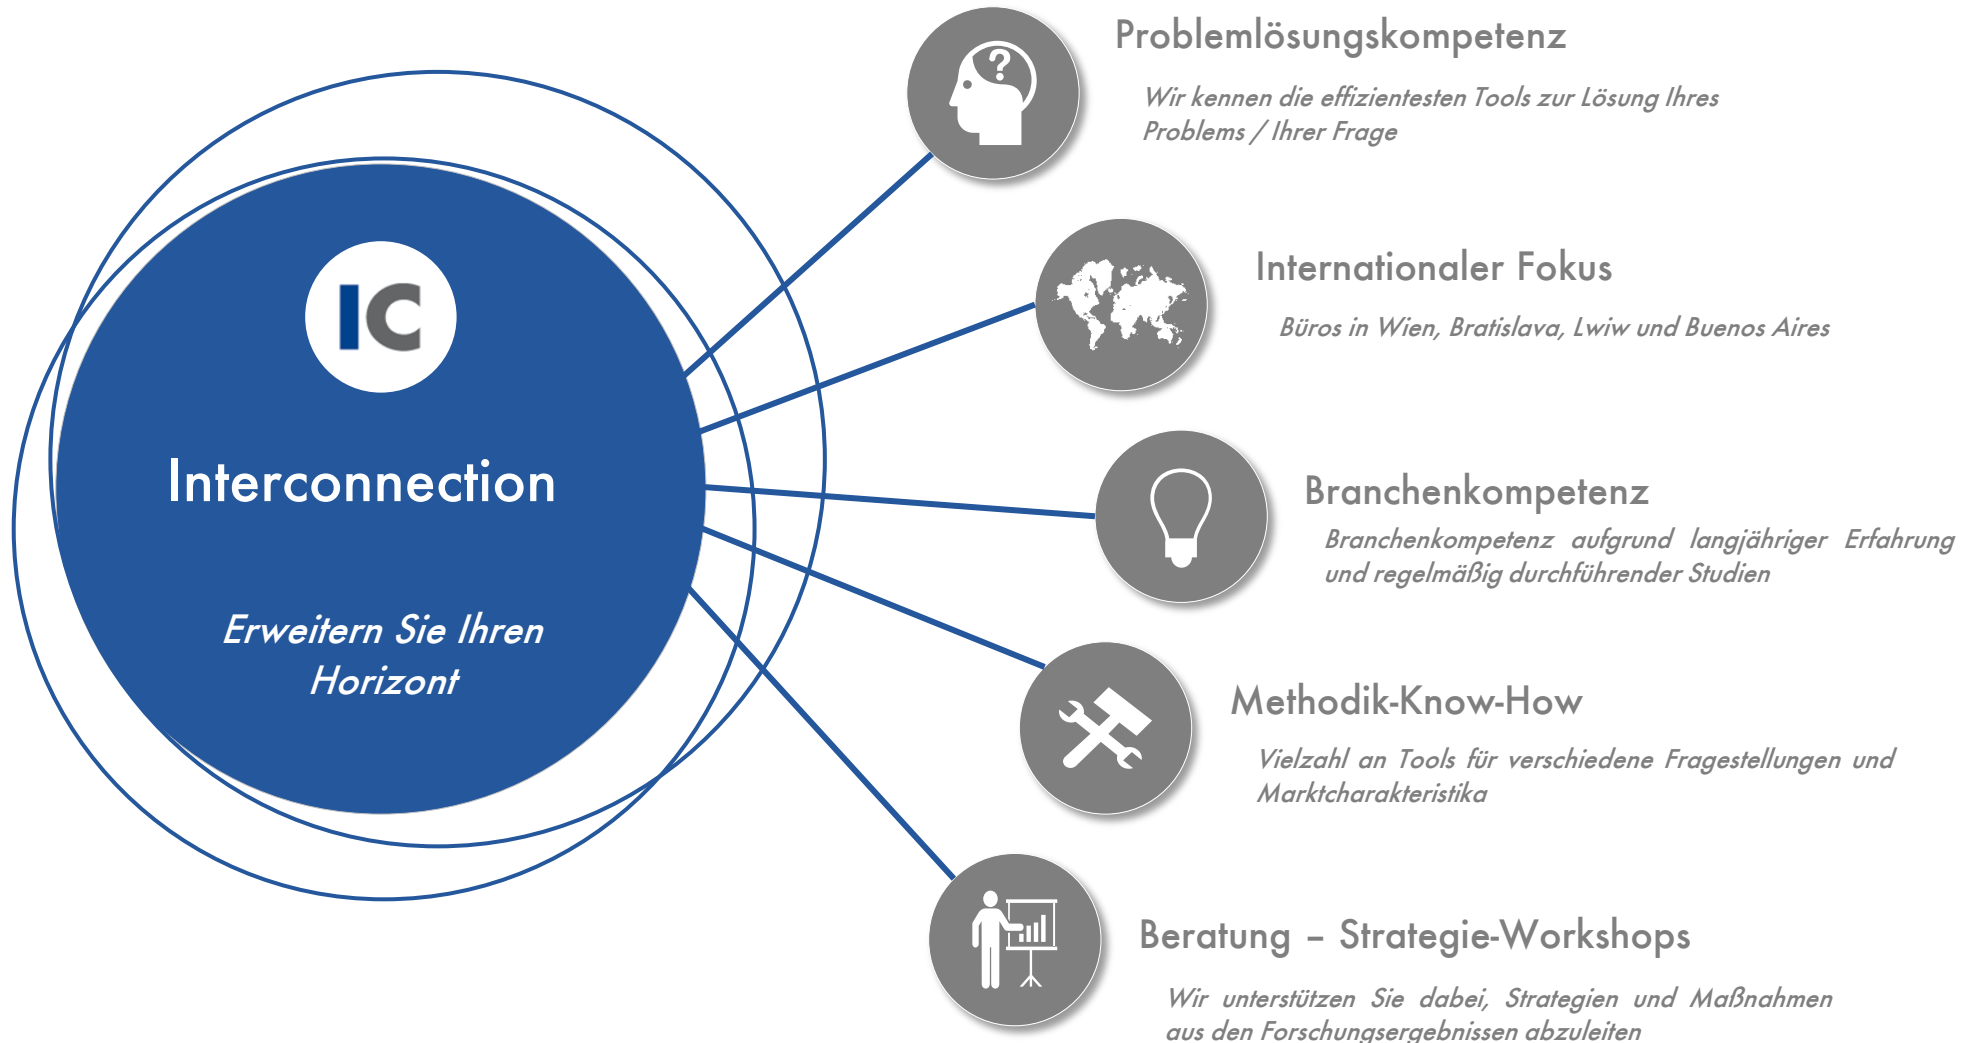 IC
Interconnection
Erweitern Sie Ihren
Horizont
Problemlösungskompetenz
Wir kennen die effizientesten Tools zur Lösung Ihres
Problems / Ihrer Frage
Internationaler Fokus
Büros in Wien, Bratislava, Lwiw und Buenos Aires
Branchenkompetenz
Branchenkompetenz aufgrund langjähriger Erfahrung
und regelmäßig durchführender Studien
Methodik-Know-How
Vielzahl an Tools für verschiedene Fragestellungen und
Marktcharakteristika
Beratung – Strategie-Workshops
Wir unterstützen Sie dabei, Strategien und Maßnahmen
aus den Forschungsergebnissen abzuleiten